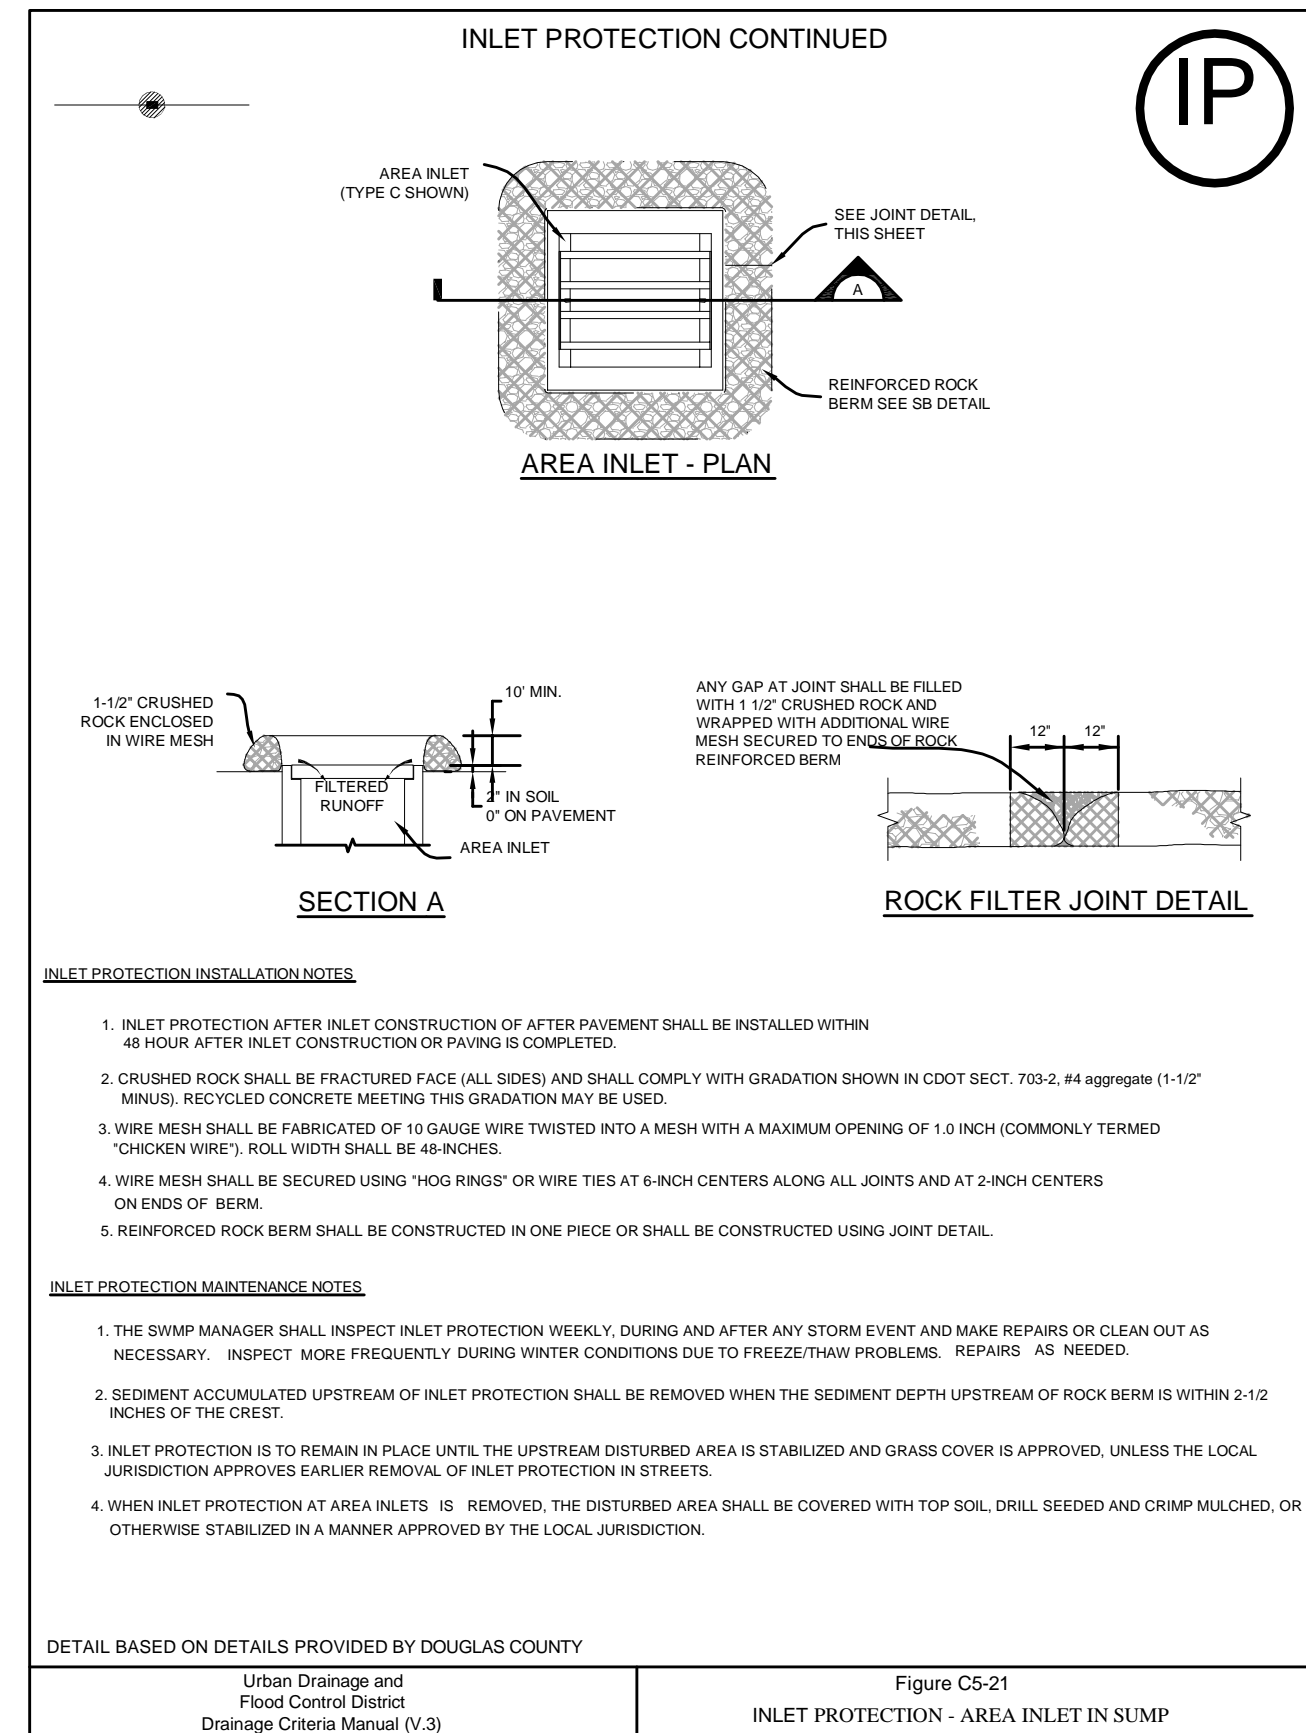 INLET PROTECTION CONTINUED
IP
AREA INLET
(TYPE C SHOWN)
SEE JOINT DETAIL,
THIS SHEET
A
REINFORCED ROCK
BERM SEE SB DETAIL
AREA INLET - PLAN
1-1/2" CRUSHED
ROCK ENCLOSED
IN WIRE MESH
10' MIN.
FILTERED
RUNOFF
2" IN SOIL
0" ON PAVEMENT
AREA INLET
SECTION A
ANY GAP AT JOINT SHALL BE FILLED
WITH 1 1/2" CRUSHED ROCK AND
WRAPPED WITH ADDITIONAL WIRE
MESH SECURED TO ENDS OF ROCK
REINFORCED BERM
12" 12"
ROCK FILTER JOINT DETAIL
INLET PROTECTION INSTALLATION NOTES
1. INLET PROTECTION AFTER INLET CONSTRUCTION OF AFTER PAVEMENT SHALL BE INSTALLED WITHIN
48 HOUR AFTER INLET CONSTRUCTION OR PAVING IS COMPLETED.
2. CRUSHED ROCK SHALL BE FRACTURED FACE (ALL SIDES) AND SHALL COMPLY WITH GRADATION SHOWN IN CDOT SECT. 703-2, #4 aggregate (1-1/2"
MINUS). RECYCLED CONCRETE MEETING THIS GRADATION MAY BE USED.
3. WIRE MESH SHALL BE FABRICATED OF 10 GAUGE WIRE TWISTED INTO A MESH WITH A MAXIMUM OPENING OF 1.0 INCH (COMMONLY TERMED
"CHICKEN WIRE"). ROLL WIDTH SHALL BE 48-INCHES.
4. WIRE MESH SHALL BE SECURED USING "HOG RINGS" OR WIRE TIES AT 6-INCH CENTERS ALONG ALL JOINTS AND AT 2-INCH CENTERS
ON ENDS OF BERM.
5. REINFORCED ROCK BERM SHALL BE CONSTRUCTED IN ONE PIECE OR SHALL BE CONSTRUCTED USING JOINT DETAIL.
INLET PROTECTION MAINTENANCE NOTES
1. THE SWMP MANAGER SHALL INSPECT INLET PROTECTION WEEKLY, DURING AND AFTER ANY STORM EVENT AND MAKE REPAIRS OR CLEAN OUT AS
NECESSARY. INSPECT MORE FREQUENTLY DURING WINTER CONDITIONS DUE TO FREEZE/THAW PROBLEMS. REPAIRS AS NEEDED.
2. SEDIMENT ACCUMULATED UPSTREAM OF INLET PROTECTION SHALL BE REMOVED WHEN THE SEDIMENT DEPTH UPSTREAM OF ROCK BERM IS WITHIN 2-1/2
INCHES OF THE CREST.
3. INLET PROTECTION IS TO REMAIN IN PLACE UNTIL THE UPSTREAM DISTURBED AREA IS STABILIZED AND GRASS COVER IS APPROVED, UNLESS THE LOCAL
JURISDICTION APPROVES EARLIER REMOVAL OF INLET PROTECTION IN STREETS.
4. WHEN INLET PROTECTION AT AREA INLETS IS REMOVED, THE DISTURBED AREA SHALL BE COVERED WITH TOP SOIL, DRILL SEEDED AND CRIMP MULCHED, OR
OTHERWISE STABILIZED IN A MANNER APPROVED BY THE LOCAL JURISDICTION.
DETAIL BASED ON DETAILS PROVIDED BY DOUGLAS COUNTY
Urban Drainage and
Flood Control District
Drainage Criteria Manual (V.3)
Figure C5-21
INLET PROTECTION - AREA INLET IN SUMP